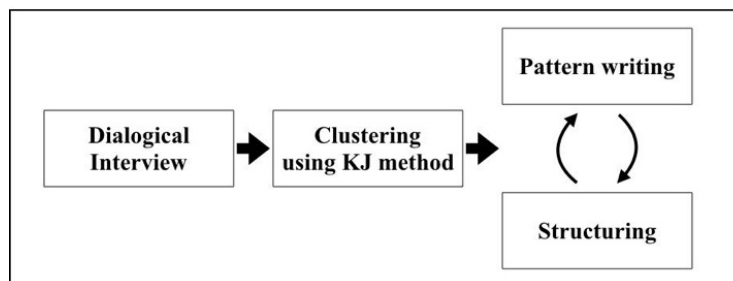 Pattern writing
Dialogical
Interview
Clustering
using KJ method
Structuring